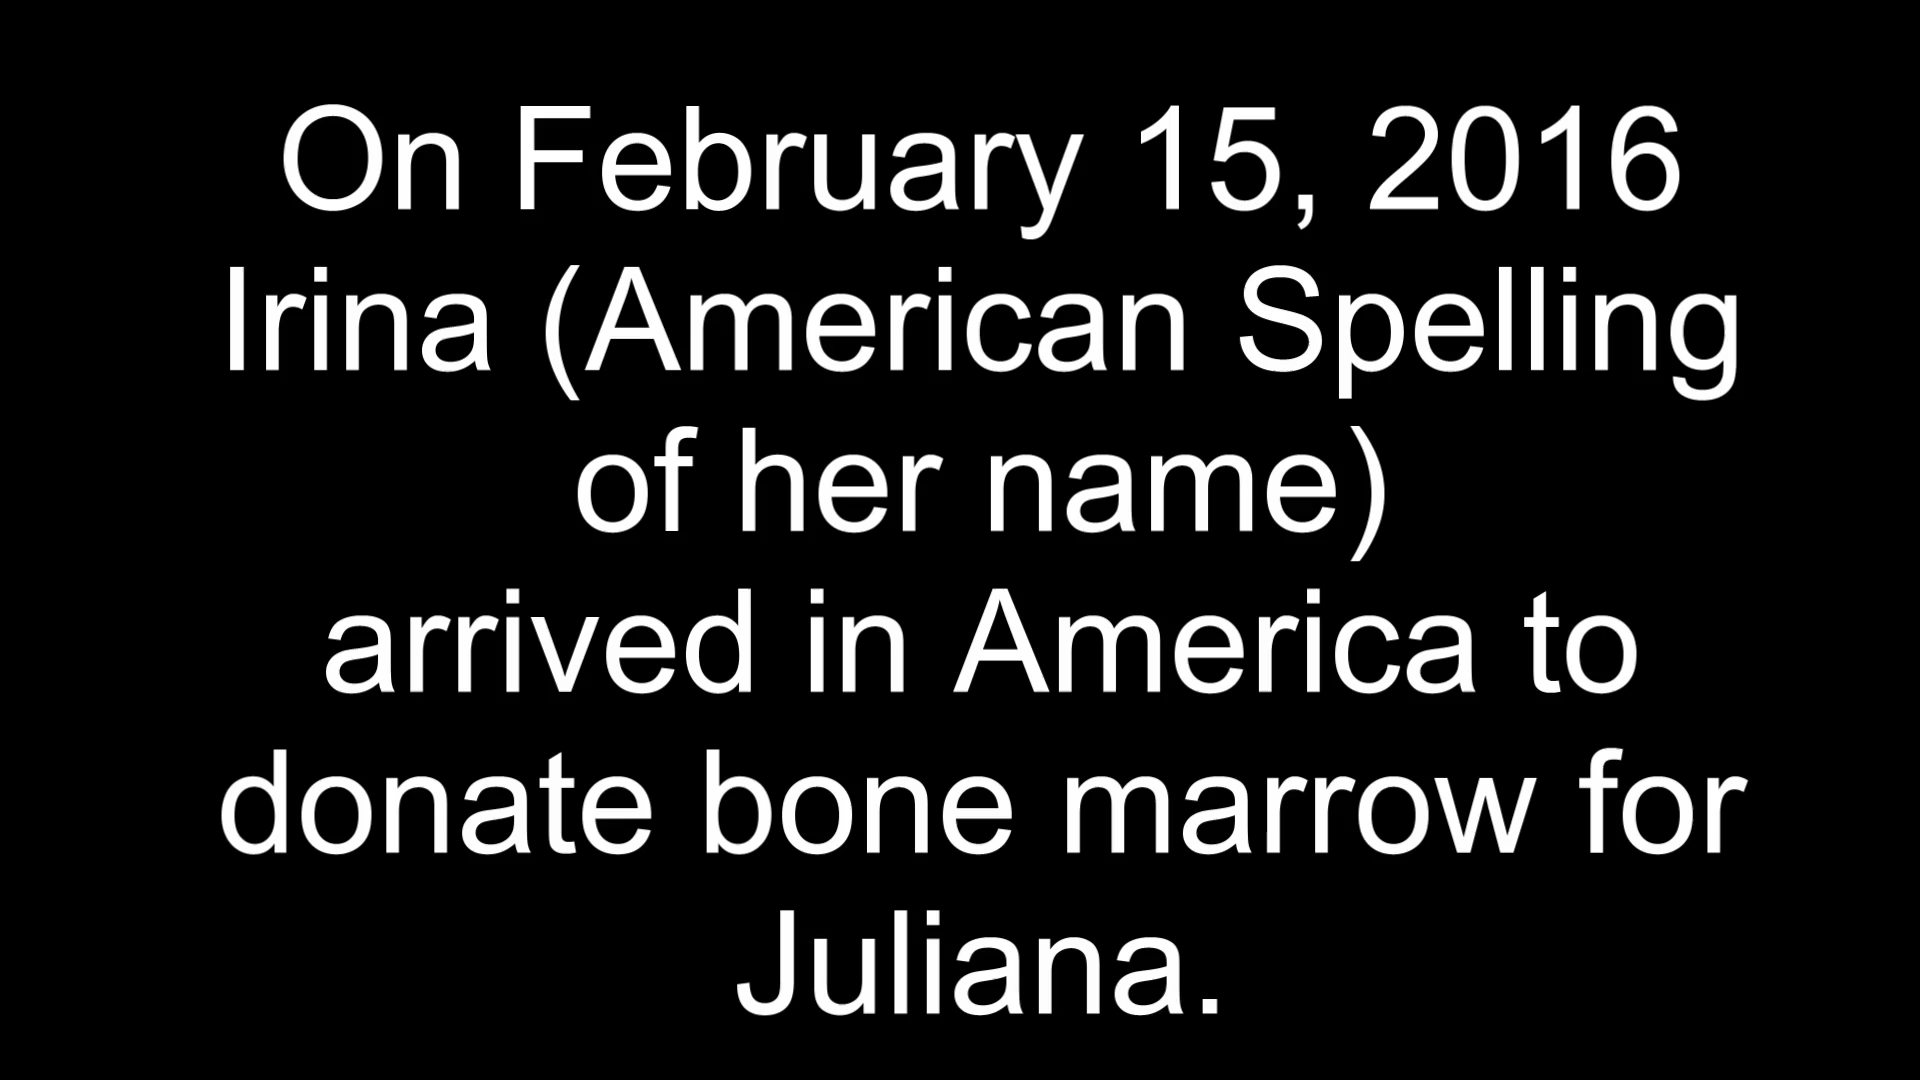 On February 15, 2016
Irina (American Spelling
of her name)
arrived in America to
donate bone marrow for
Juliana.